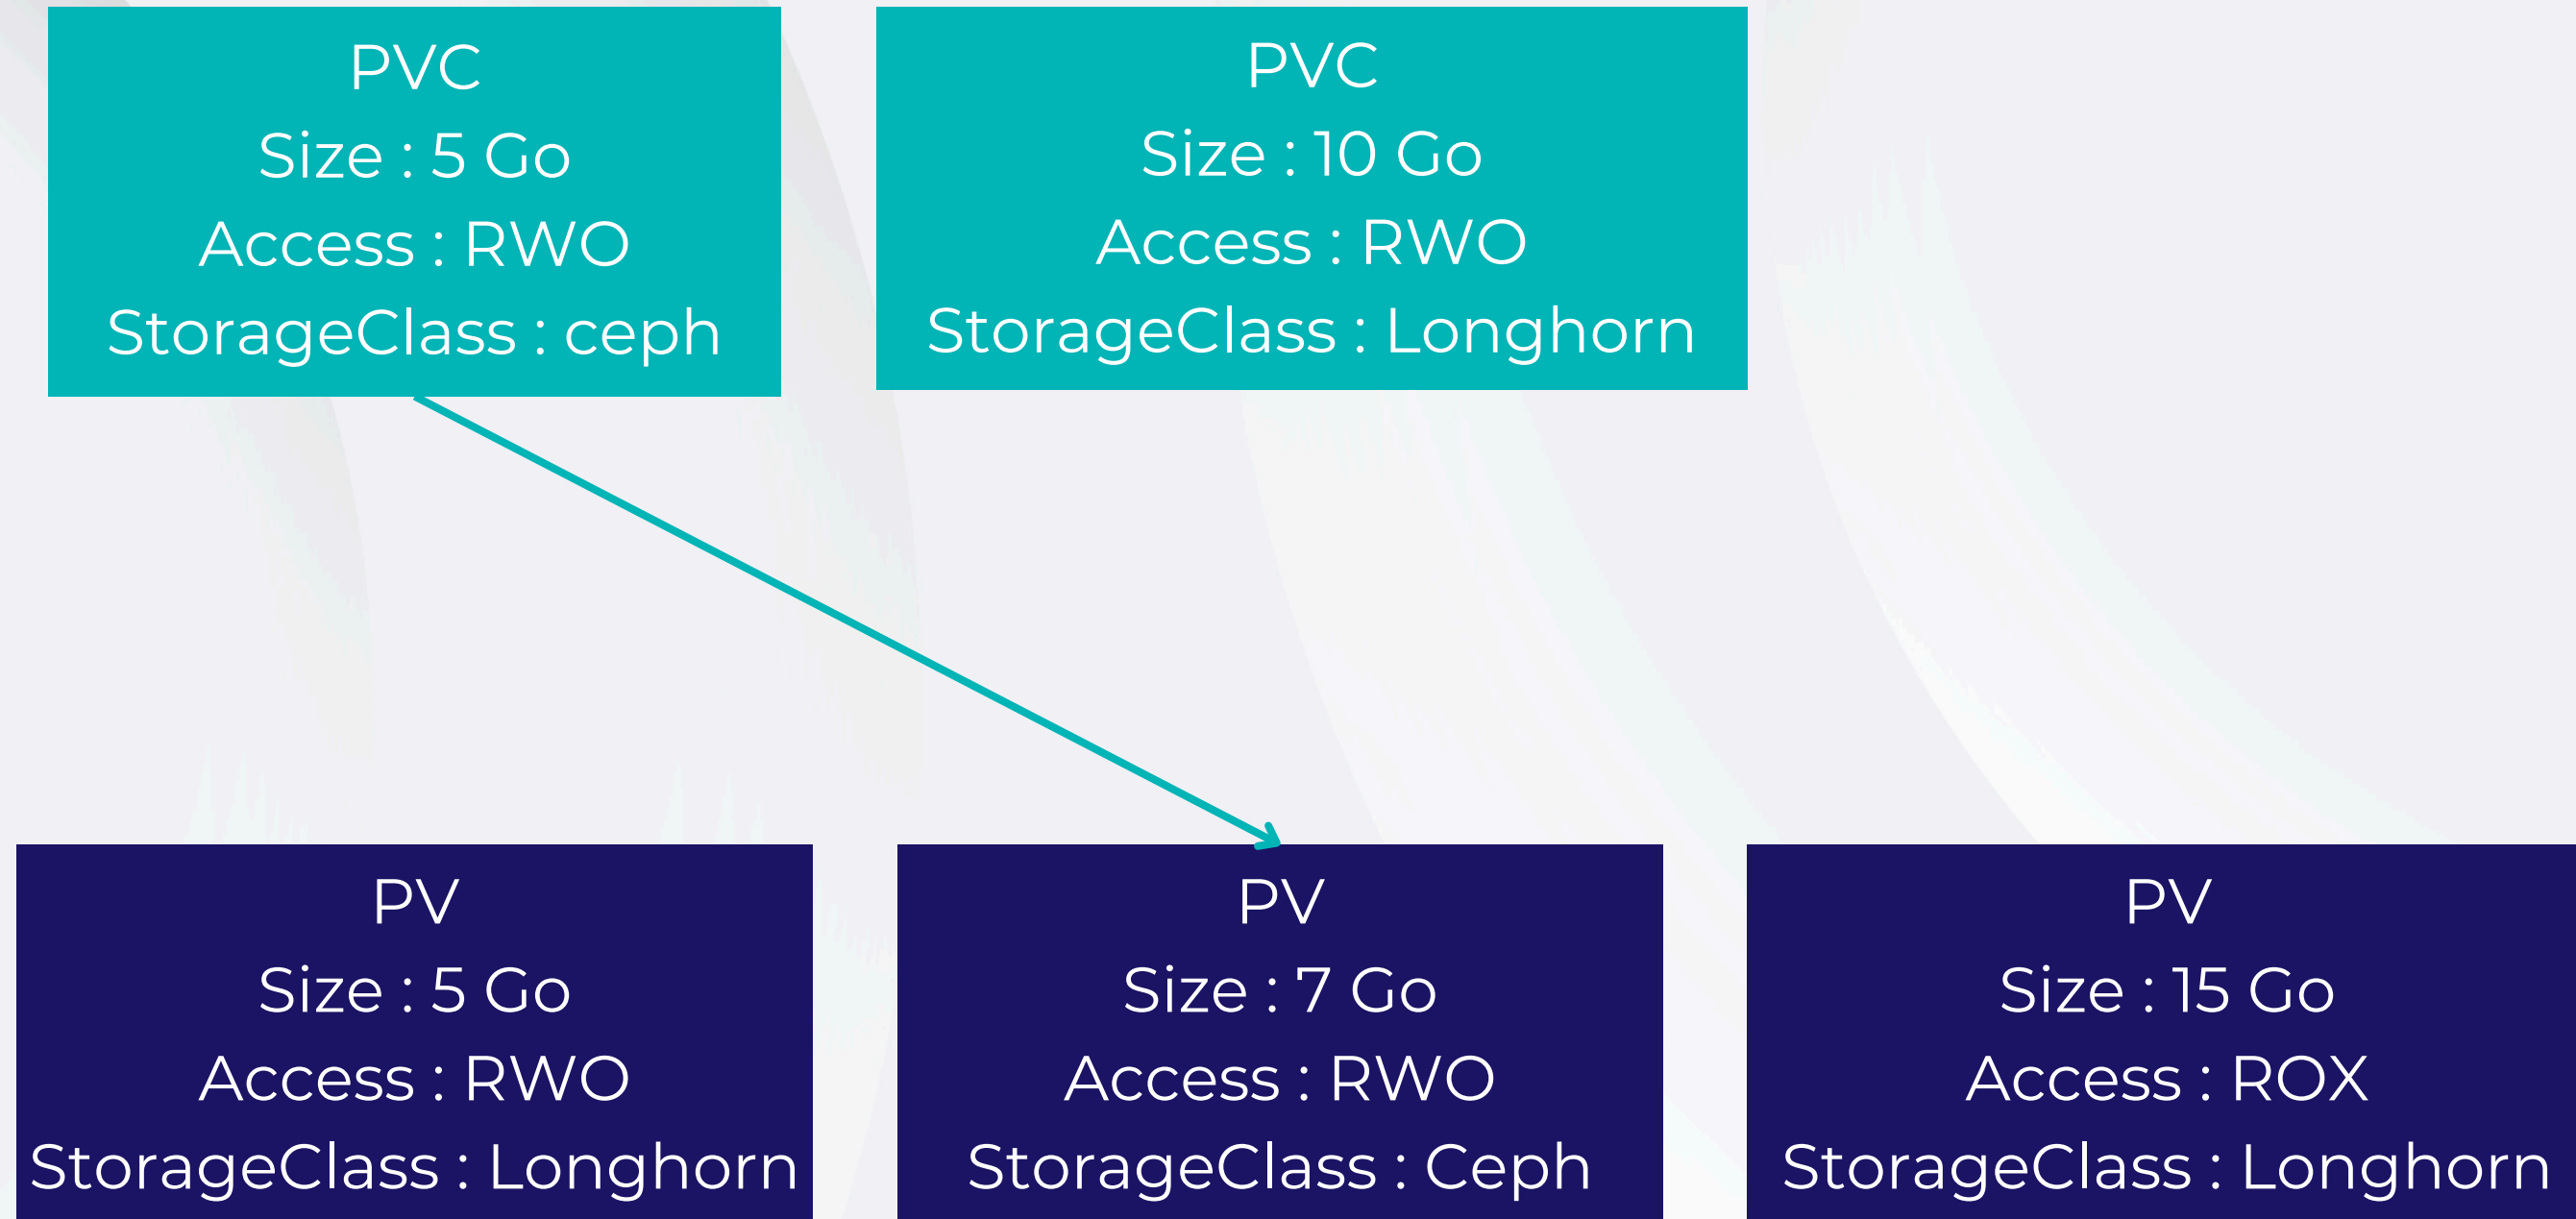 PVC
Size : 5 Go
Access : RWO
StorageClass : ceph
PVC
Size : 10 Go
Access : RWO
StorageClass : Longhorn
PV
Size : 5 Go
Access : RWO
StorageClass : Longhorn
PV
Size : 7 Go
Access : RWO
StorageClass : Ceph
PV
Size : 15 Go
Access : ROX
StorageClass : Longhorn